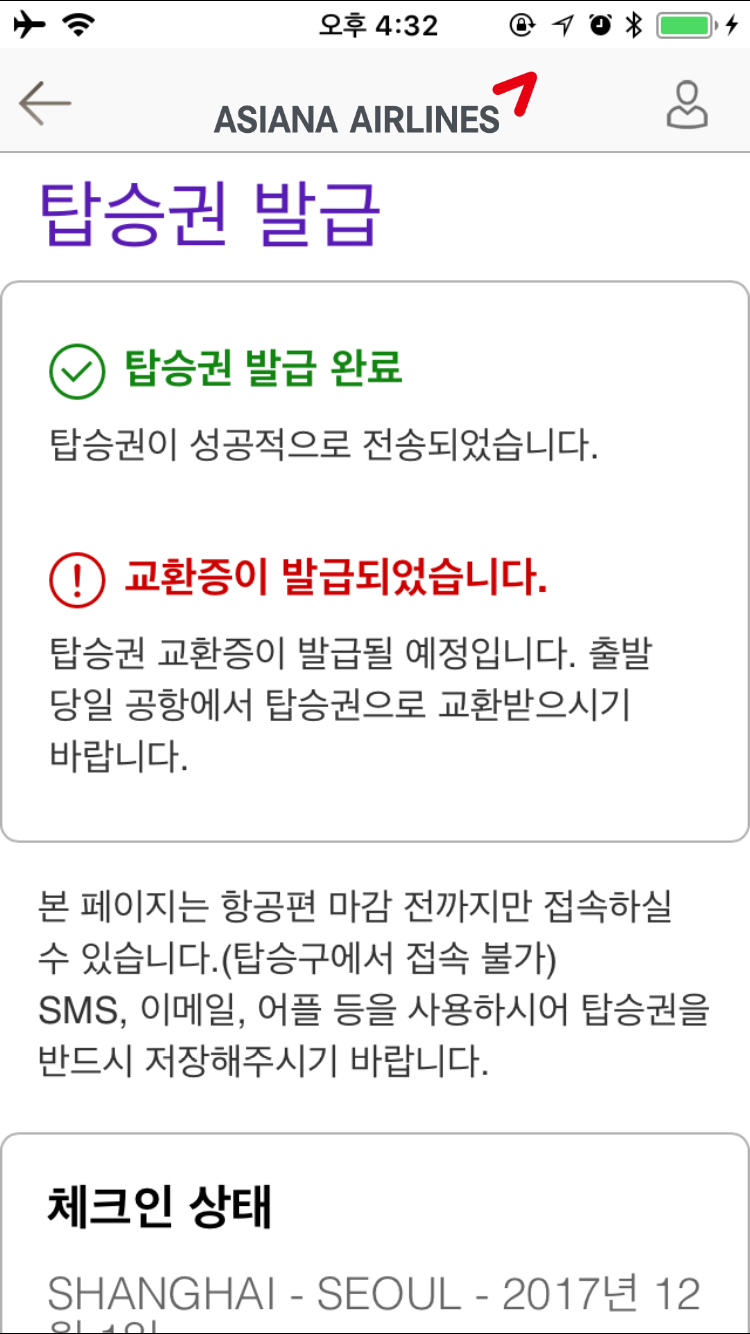 오후 4:32
ASIANA AIRLINES
탑승권 발급
탑승권 발급 완료
탑승권이 성공적으로 전송되었습니다.
교환증이 발급되었습니다.
탑승권 교환증이 발급될 예정입니다. 출발
당일 공항에서 탑승권으로 교환받으시기
바랍니다.
본 페이지는 항공편 마감 전까지만 접속하실
수 있습니다.(탑승구에서 접속 불가)
SMS, 이메일, 어플 등을 사용하시어 탑승권을
반드시 저장해주시기 바랍니다.
체크인 상태
SHANGHAI - SEOUL - 2017년 12
월 1일